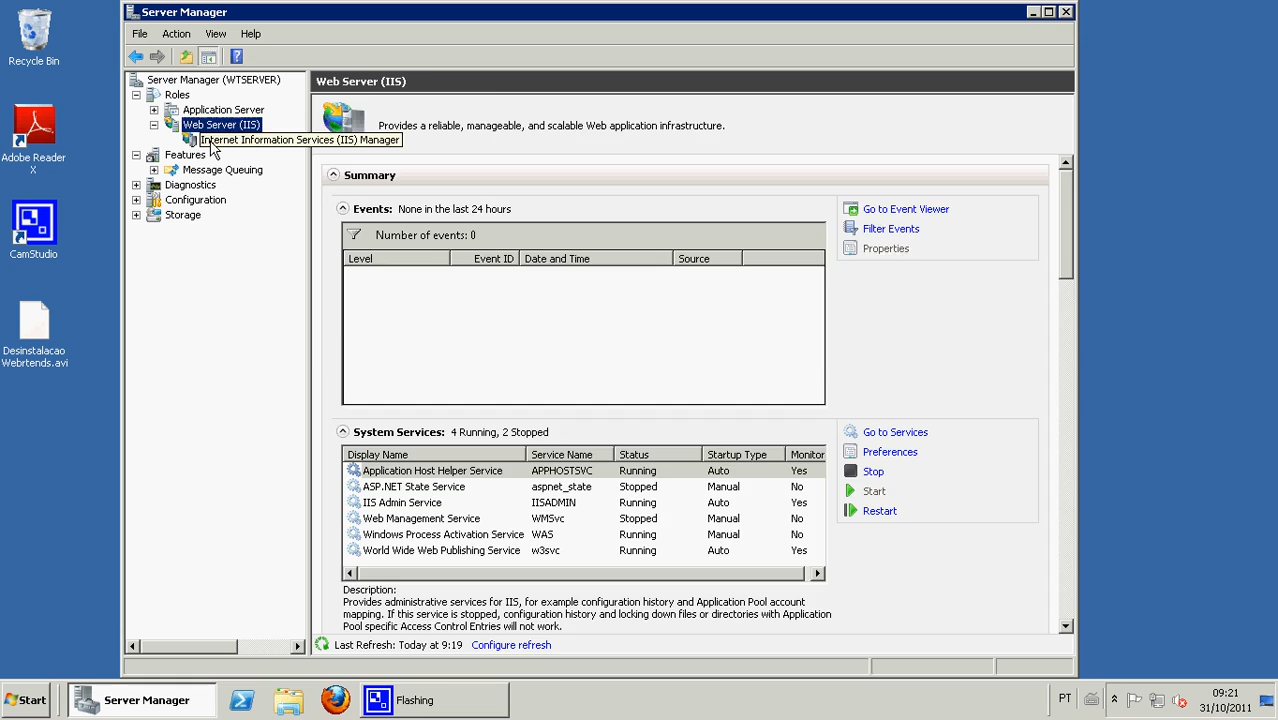 Recycle Bin
Adobe Reader
X
CamStudio
Desinstalacao
Webrtends.avi
Server Manager
File Action View Help
Server Manager (WTSERVER)
Roles
Application Server
Web Server (IIS)
Internet Information Services (IIS) Manager
Features
Message Queuing
Diagnostics
Configuration
Storage
Web Server (IIS)
Provides a reliable, manageable, and scalable Web application infrastructure.
Summary
Events: None in the last 24 hours
Number of events: 0
Level Event ID Date and Time Source
Go to Event Viewer
Filter Events
Properties
System Services: 4 Running, 2 Stopped
Display Name Service Name Status Startup Type Monitor
Application Host Helper Service APPHOSTSVC Running Auto Yes
ASP.NET State Service aspnet_state Stopped Manual No
IIS Admin Service IISADMIN Running Auto Yes
Web Management Service WMSvc Stopped Manual No
Windows Process Activation Service WAS Running Manual No
World Wide Web Publishing Service w3svc Running Auto Yes
Go to Services
Preferences
Stop
Start
Restart
Description:
Provides administrative services for IIS, for example configuration history and Application Pool account
mapping. If this service is stopped, configuration history and locking down files or directories with Application
Pool specific Access Control Entries will not work.
Last Refresh: Today at 9:19 Configure refresh
Start Server Manager Flashing PT 09:21
31/10/2011